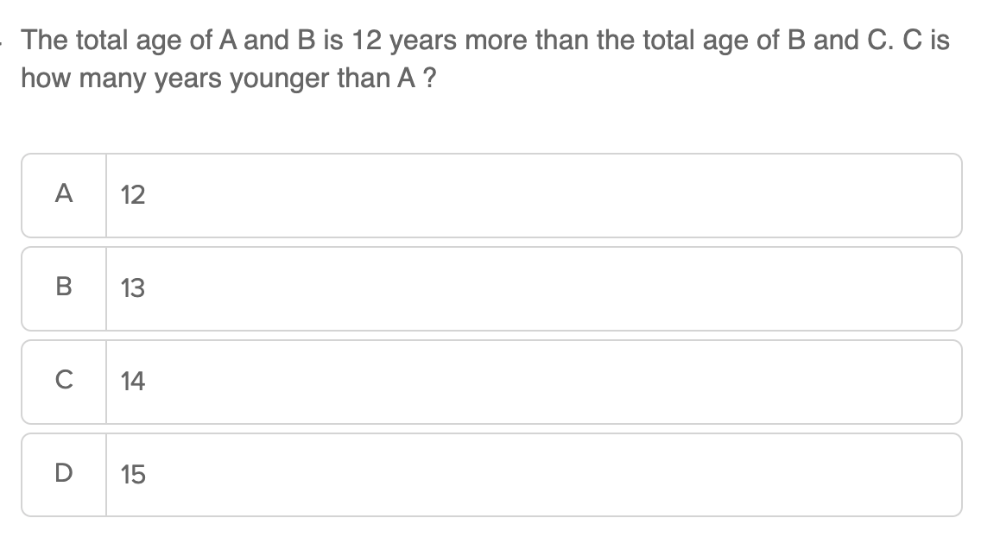 The total age of A and B is 12 years more than the total age of B and C. C is
how many years younger than A ?
A 12
B 13
C 14
D 15